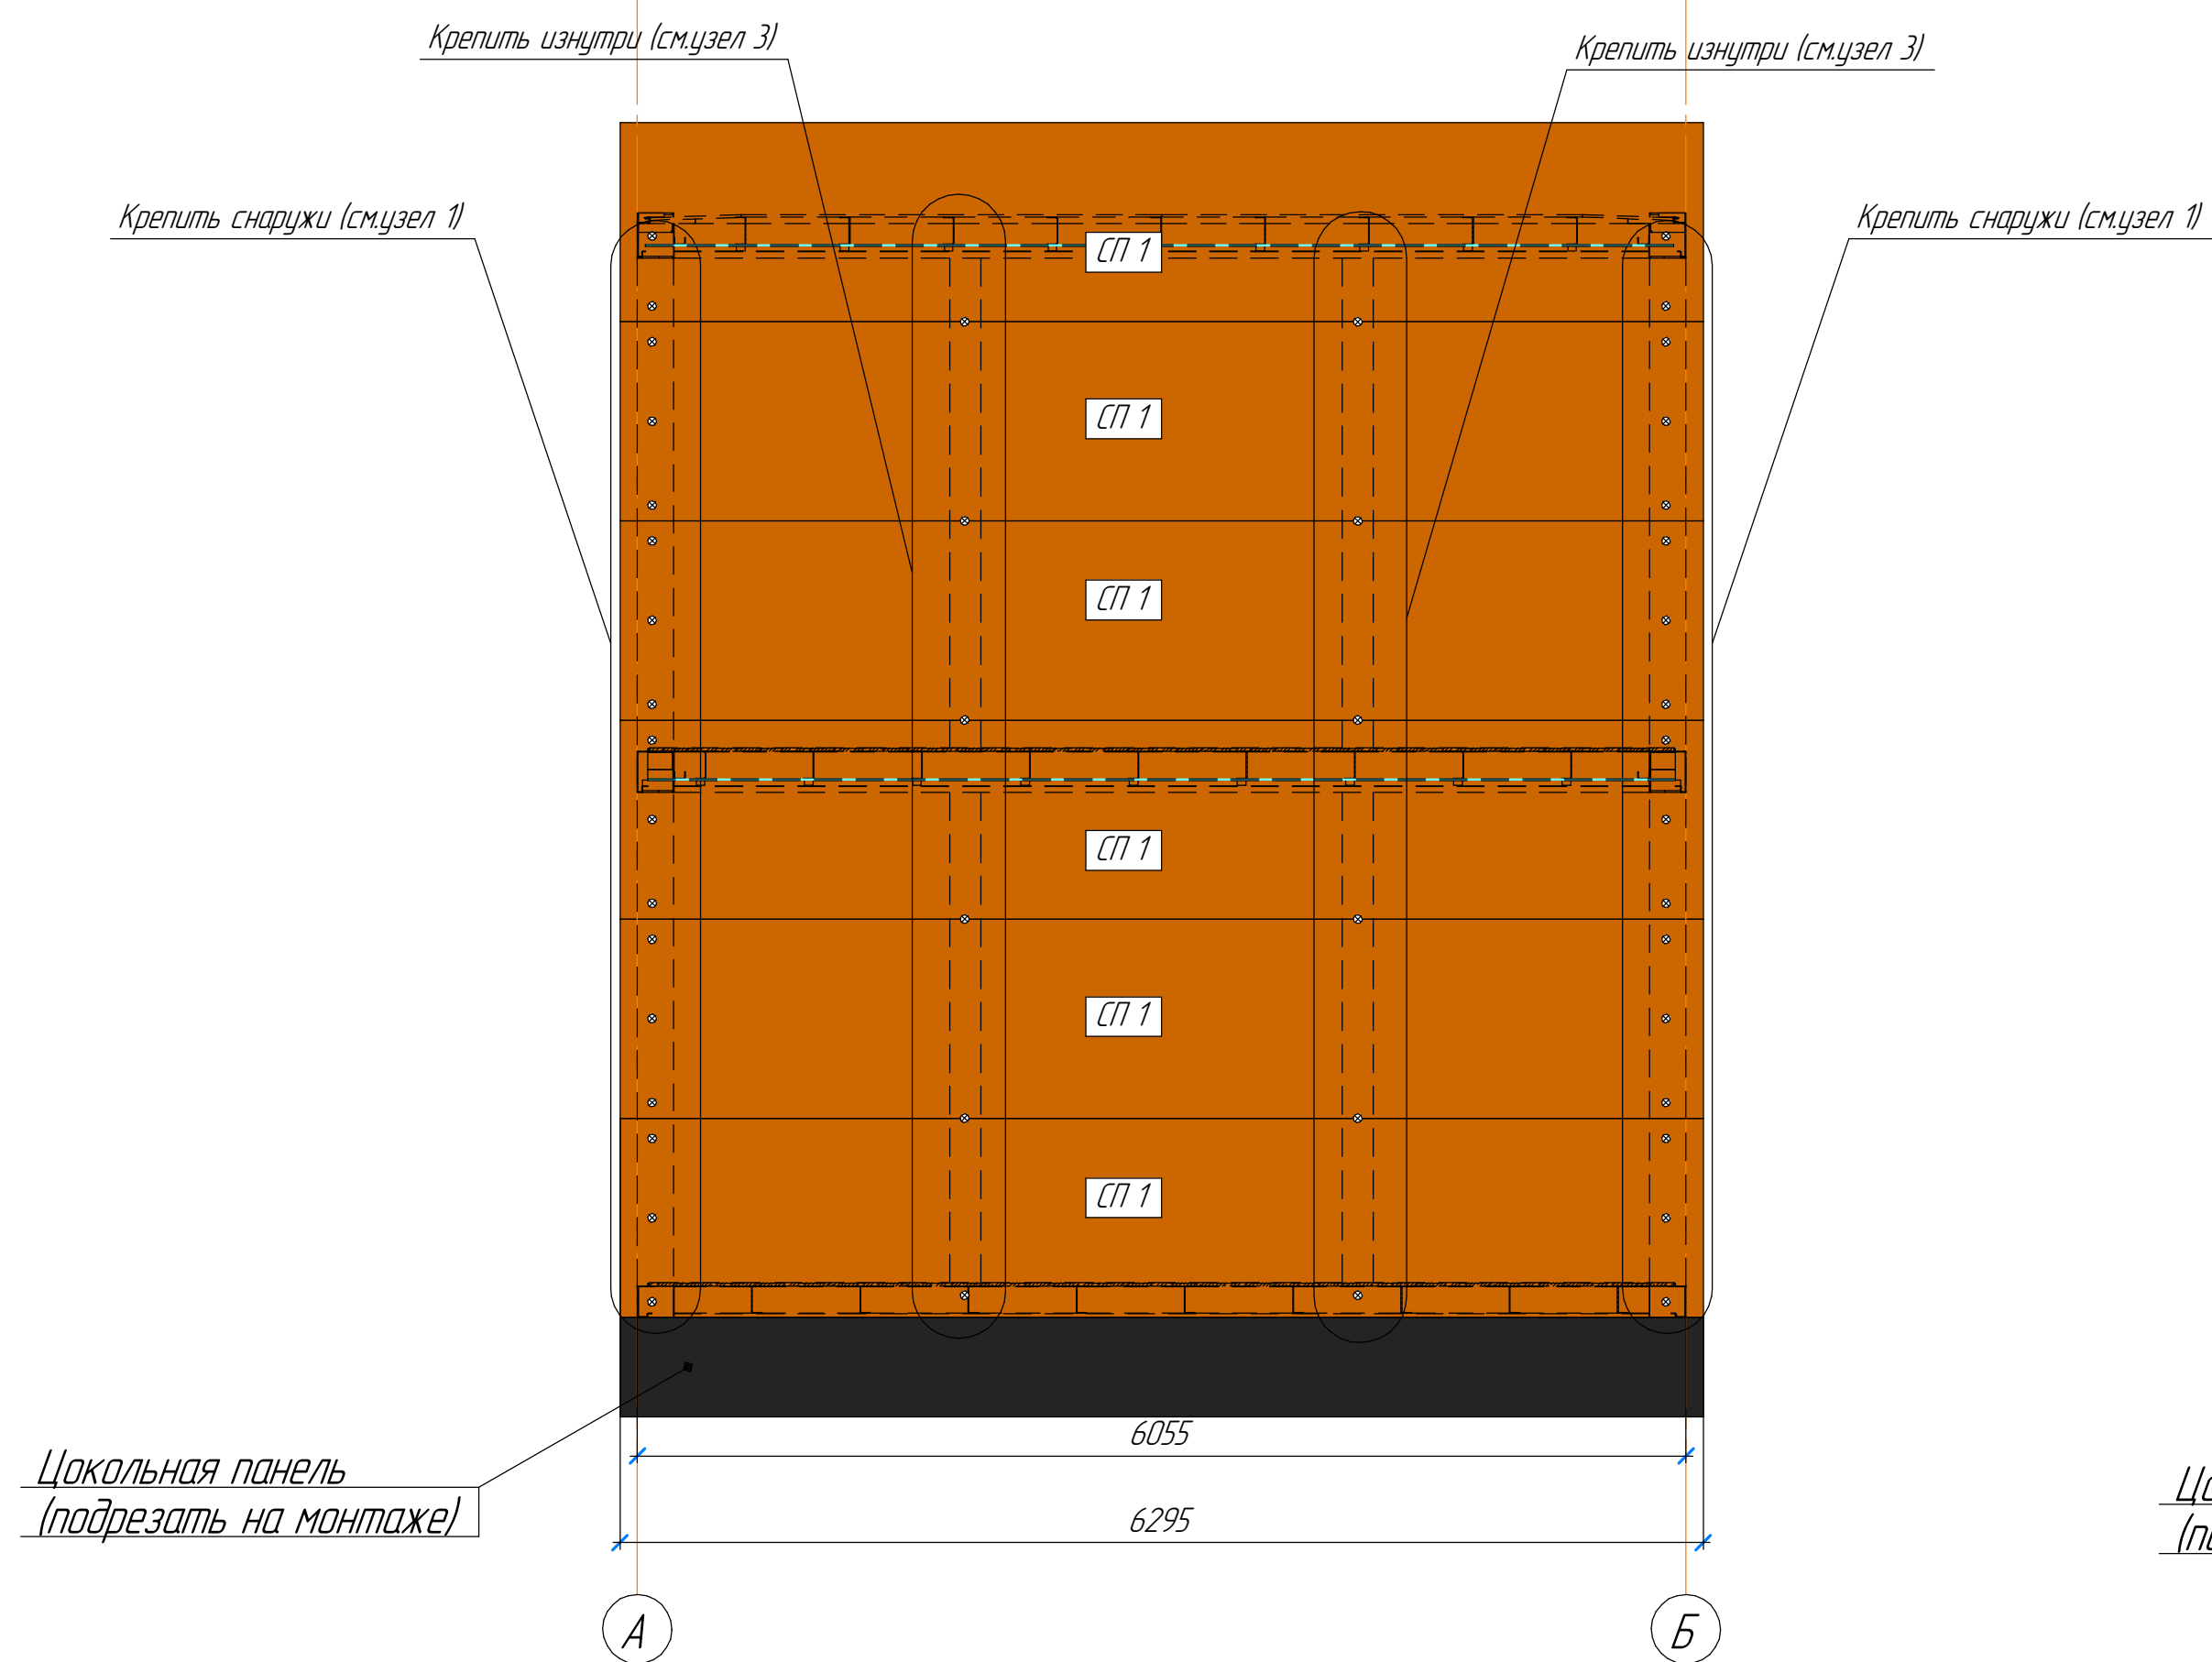 Крепить изнутри (см.узел 3)
Крепить изнутри (см.узел 3)
Крепить снаружи (см.узел 1)
Крепить снаружи (см.узел 1)
СП 1
СП 1
СП 1
СП 1
СП 1
СП 1
6055
Цокольная панель
(подрезать на монтаже)
6295
А
Б